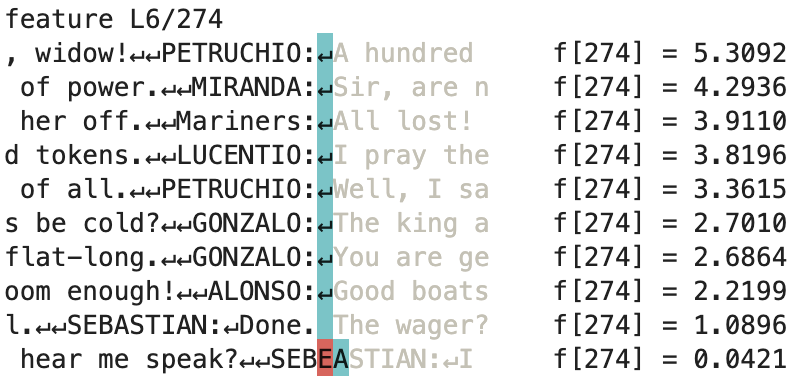 feature L6/274
, widow!↵↵PETRUCHIO:↵A hundred f[274] = 5.3092
of power.↵↵MIRANDA:↵Sir, are n f[274] = 4.2936
her off.↵↵Mariners:↵All lost! f[274] = 3.9110
d tokens.↵↵LUCENTIO:↵I pray the f[274] = 3.8196
of all.↵↵PETRUCHIO:↵Well, I sa f[274] = 3.3615
s be cold?↵↵GONZALO:↵The king a f[274] = 2.7010
flat-long.↵↵GONZALO:↵You are ge f[274] = 2.6864
oom enough!↵↵ALONSO:↵Good boats f[274] = 2.2199
l.↵↵SEBASTIAN:↵Done. The wager? f[274] = 1.0896
hear me speak?↵↵SEBEASTIAN:↵I f[274] = 0.0421